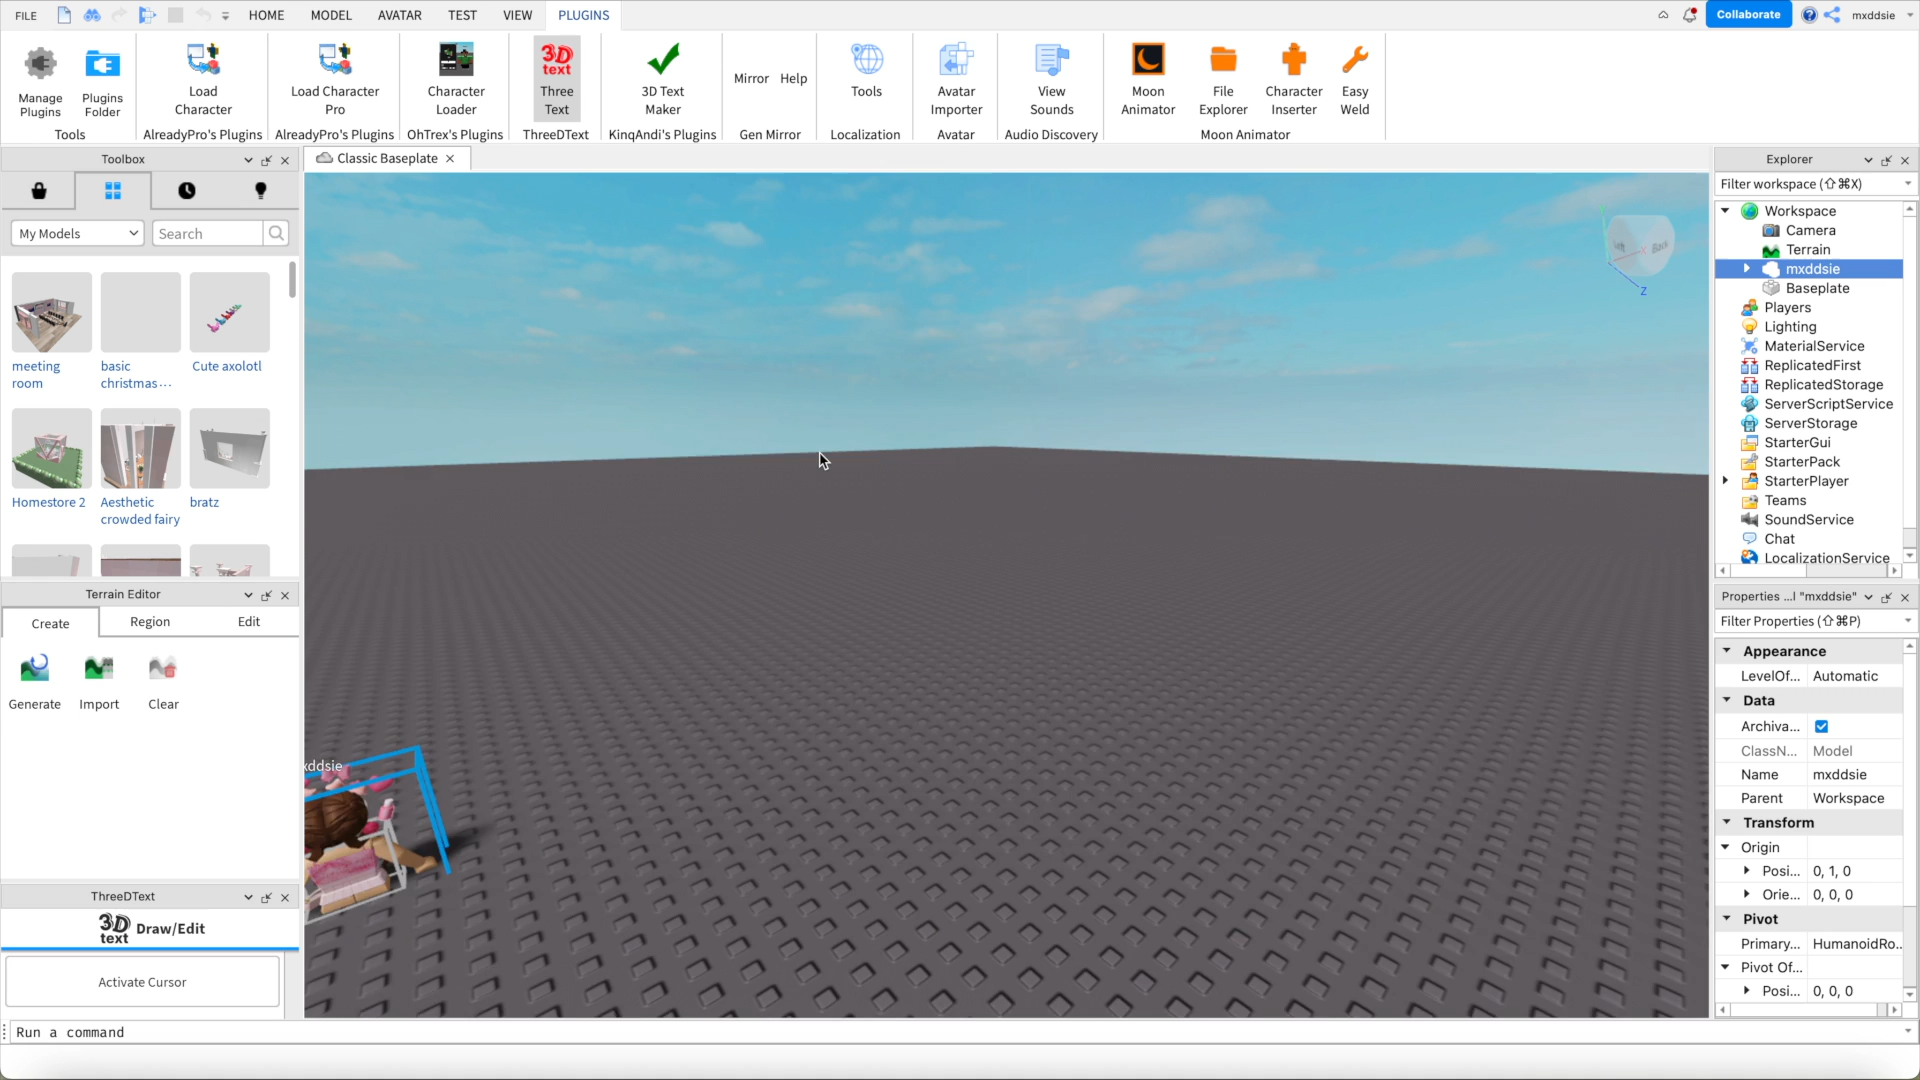 FILE HOME MODEL AVATAR TEST VIEW PLUGINS Collaborate mxddsie
Manage Plugins
Plugins Folder
Tools
Load Character
AlreadyPro's Plugins
Load Character Pro
AlreadyPro's Plugins
Character Loader
OhTrex's Plugins
3D text
Three Text
ThreeDText
3D Text Maker
KinqAndi's Plugins
Mirror Help
Gen Mirror
Tools
Localization
Avatar Importer
Avatar
View Sounds
Audio Discovery
Moon Animator
File Explorer
Character Inserter
Easy Weld
Moon Animator
Toolbox
My Models
Search
meeting room
basic christmas...
Cute axolotl
Homestore 2
Aesthetic crowded fairy
bratz
Terrain Editor
Create Region Edit
Generate Import Clear
ThreeDText
3D text Draw/Edit
Activate Cursor
Run a command
Classic Baseplate
Back
Z
xddsie
Explorer
Filter workspace (⇧⌘X)
Workspace
Camera
Terrain
mxddsie
Baseplate
Players
Lighting
MaterialService
ReplicatedFirst
ReplicatedStorage
ServerScriptService
ServerStorage
StarterGui
StarterPack
StarterPlayer
Teams
SoundService
Chat
LocalizationService
Properties ...l "mxddsie"
Filter Properties (⇧⌘P)
Appearance
LevelOf... Automatic
Data
Archiva...
ClassN... Model
Name mxddsie
Parent Workspace
Transform
Origin
Posi... 0, 1, 0
Orie... 0, 0, 0
Pivot
Primary... HumanoidRo...
Pivot Of...
Posi... 0, 0, 0